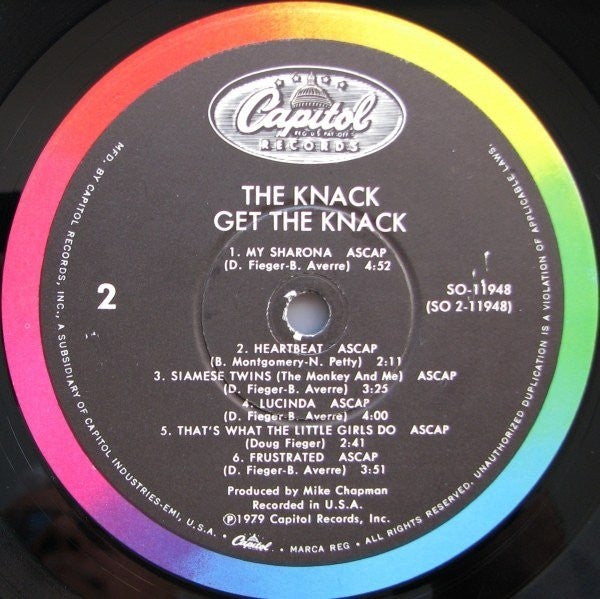 Capitol
REG. U.S. PAT. OFF.
RECORDS
THE KNACK
GET THE KNACK
1. MY SHARONA ASCAP
(D. Fieger-B. Averre) 4:52
2
SO-11948
(SO 2-11948)
2. HEARTBEAT ASCAP
(B. Montgomery-N. Petty) 2:11
3. SIAMESE TWINS (The Monkey And Me) ASCAP
(D. Fieger-B. Averre) 3:25
4. LUCINDA ASCAP
(D. Fieger-B. Averre) 4:00
5. THAT'S WHAT THE LITTLE GIRLS DO ASCAP
(Doug Fieger) 2:41
6. FRUSTRATED ASCAP
(D. Fieger-B. Averre) 3:51
Produced by Mike Chapman
Recorded in U.S.A.
Ⓟ1979 Capitol Records, Inc.
MFD. BY CAPITOL RECORDS, INC., A SUBSIDIARY OF CAPITOL INDUSTRIES-EMI, U.S.A. • Capitol • MARCA REG • ALL RIGHTS RESERVED. UNAUTHORIZED DUPLICATION IS A VIOLATION OF APPLICABLE LAWS.